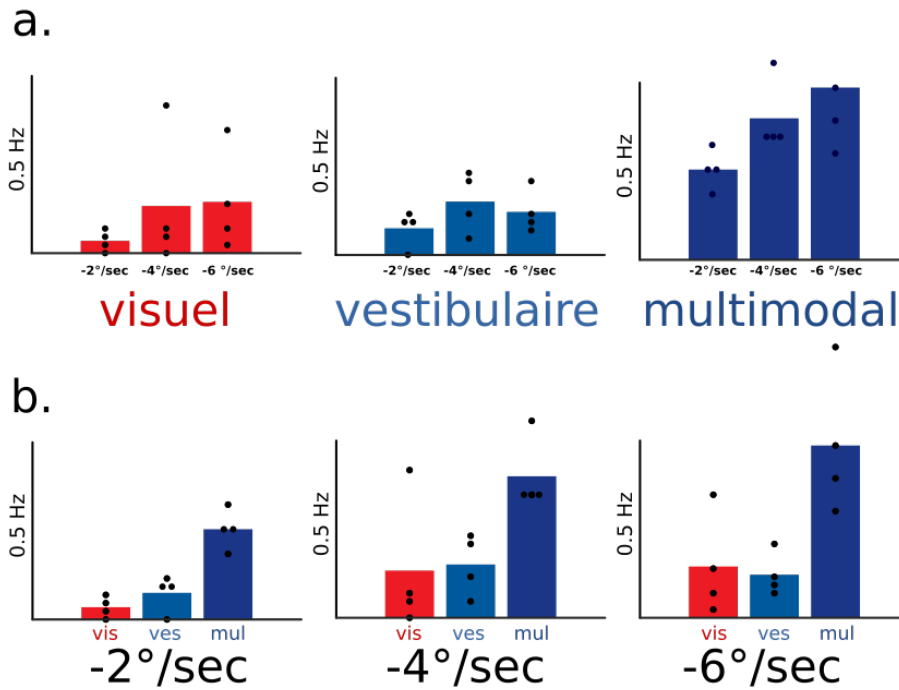 a.
0.5 Hz
-2°/sec -4°/sec -6 °/sec
visuel
0.5 Hz
-2°/sec -4°/sec -6 °/sec
vestibulaire
0.5 Hz
-2°/sec -4°/sec -6 °/sec
multimodal
b.
0.5 Hz
vis ves mul
-2°/sec
0.5 Hz
vis ves mul
-4°/sec
0.5 Hz
vis ves mul
-6°/sec